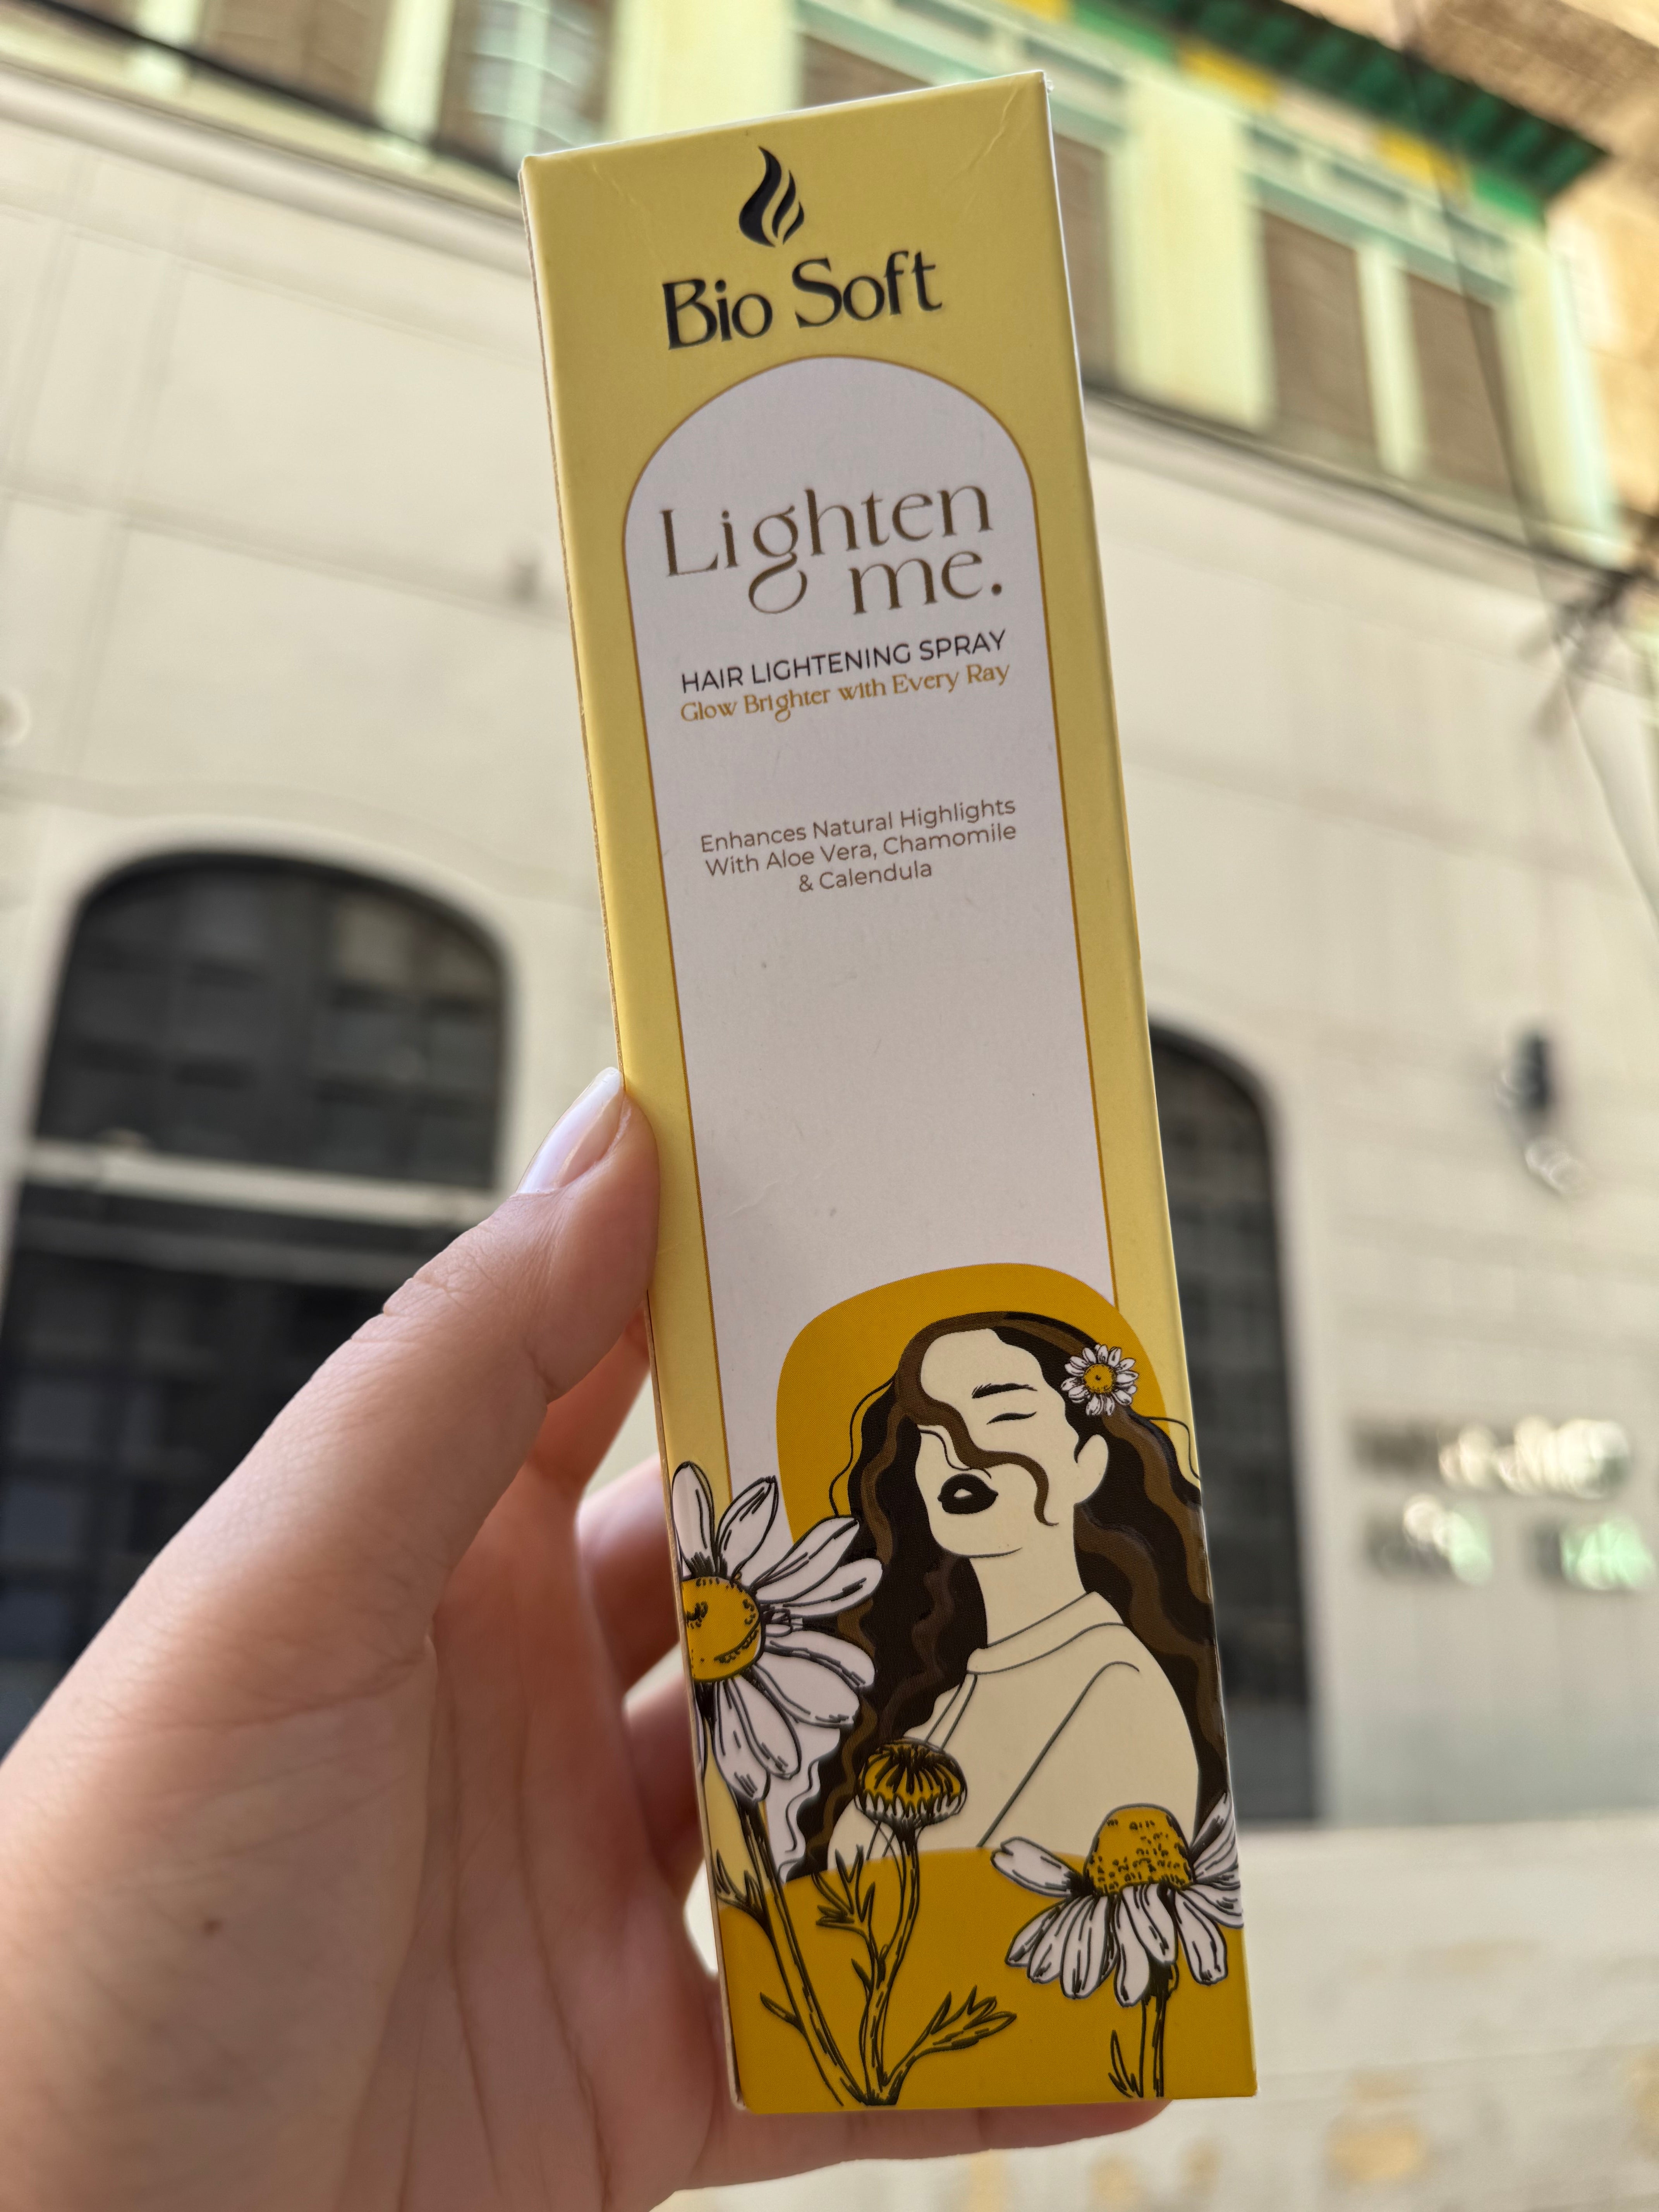 Bio Soft
Lighten
me.
HAIR LIGHTENING SPRAY
Glow Brighter with Every Ray
Enhances Natural Highlights
With Aloe Vera, Chamomile
& Calendula